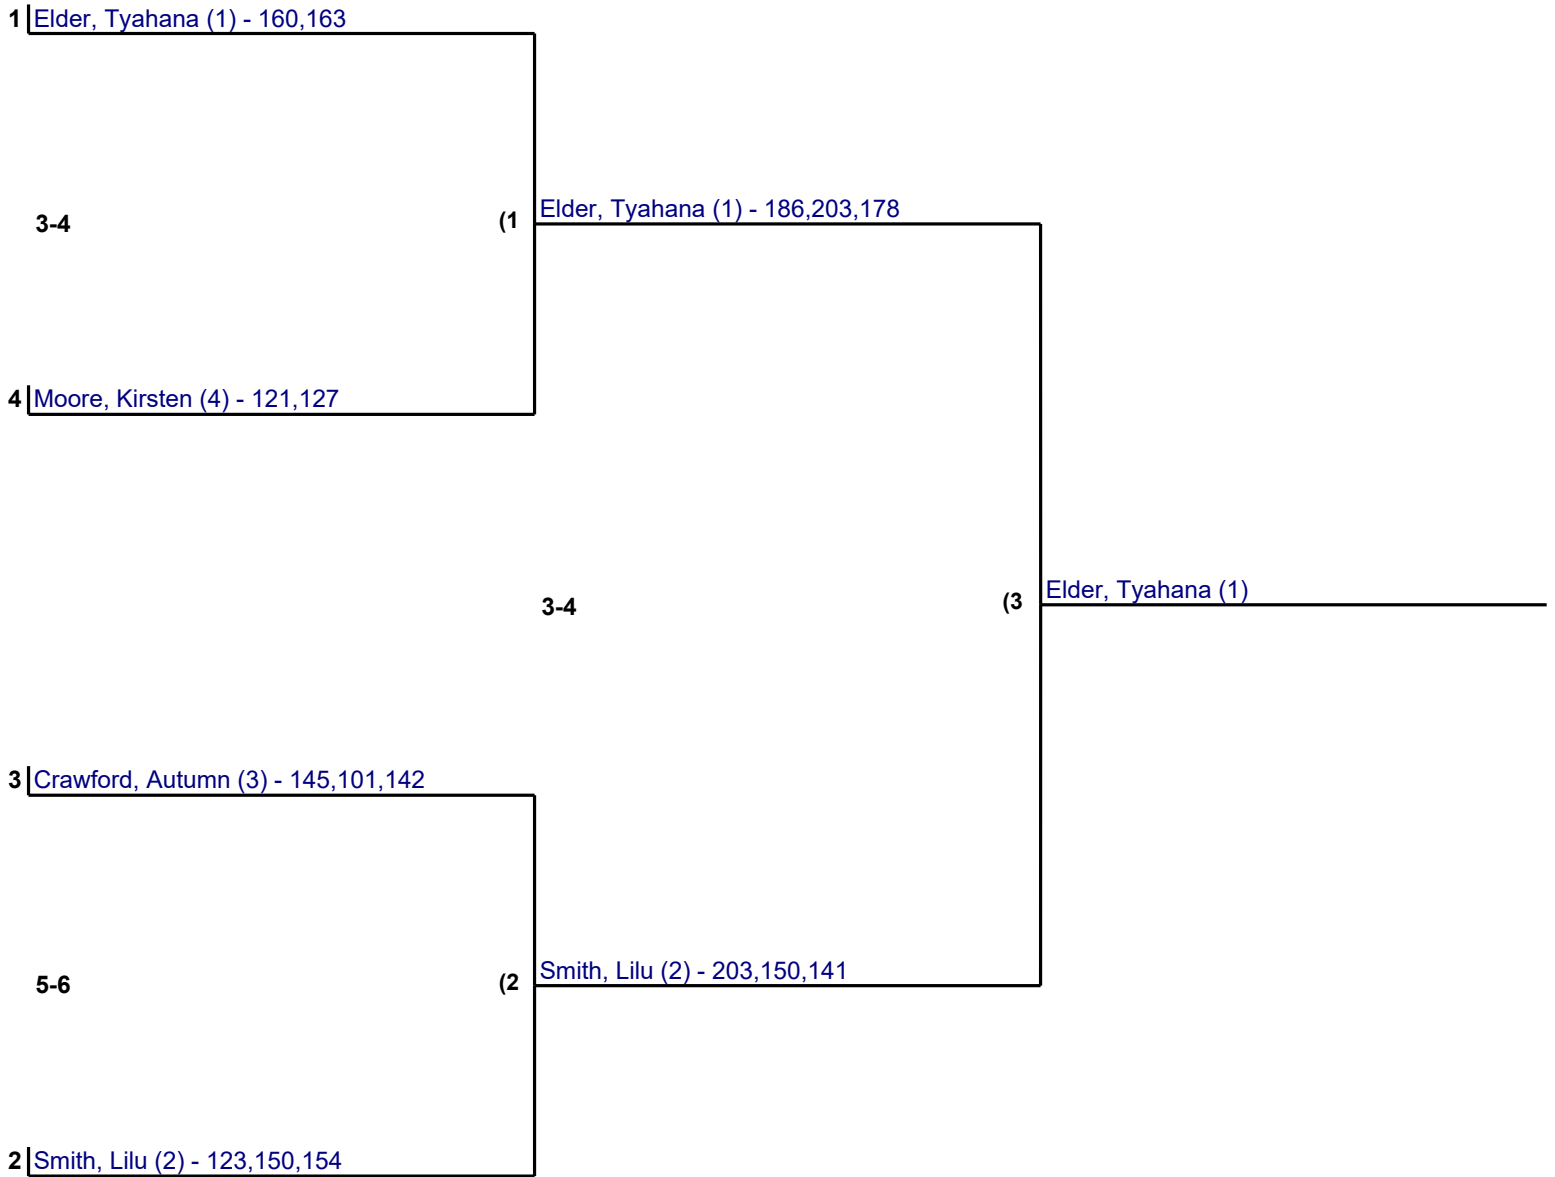 1 Elder, Tyahana (1) - 160,163
Elder, Tyahana (1) - 186,203,178
3-4 (1
4 Moore, Kirsten (4) - 121,127
Elder, Tyahana (1)
3-4 (3
3 Crawford, Autumn (3) - 145,101,142
Smith, Lilu (2) - 203,150,141
5-6 (2
2 Smith, Lilu (2) - 123,150,154